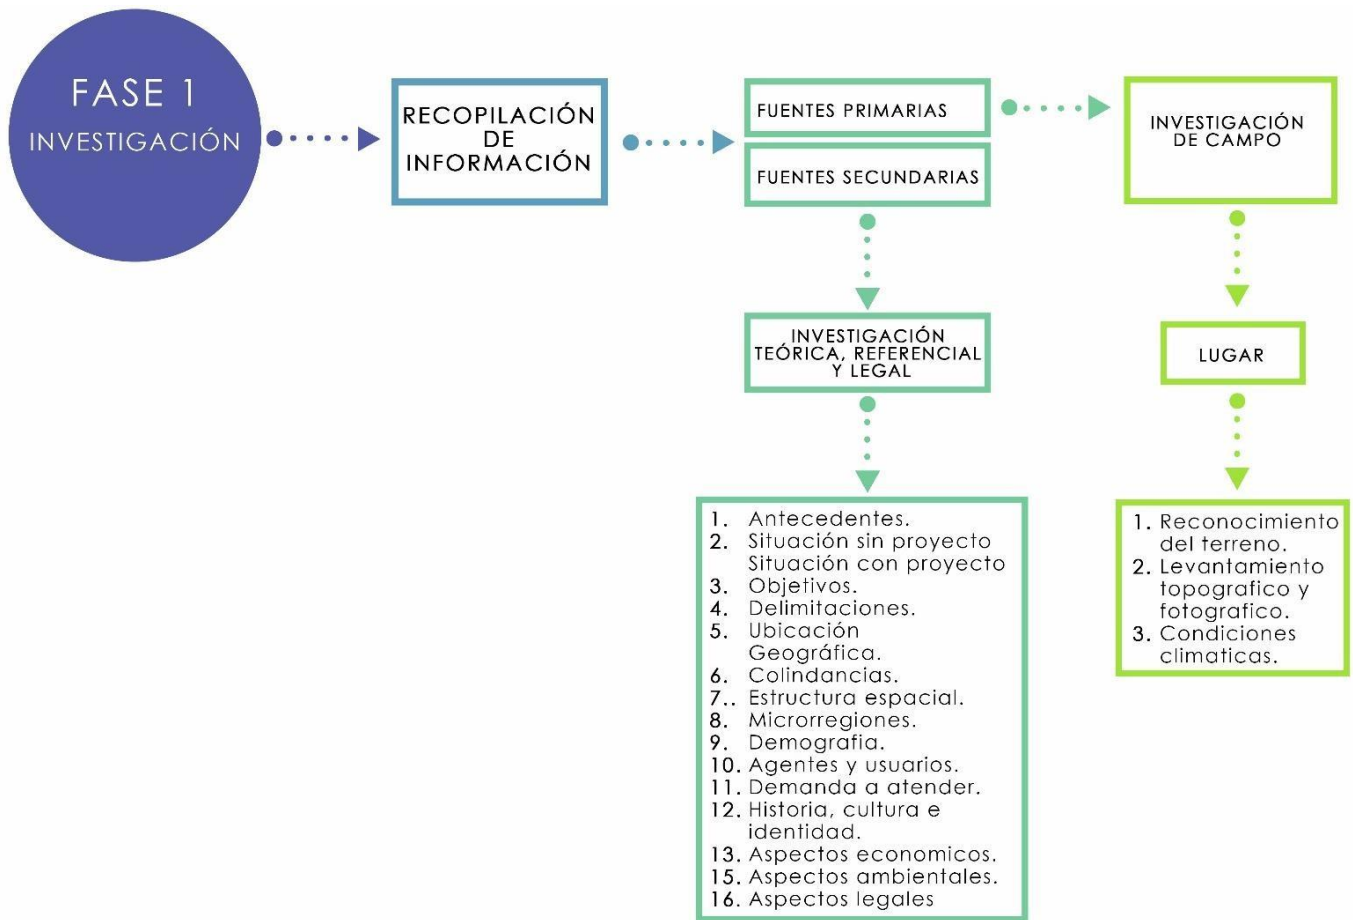 FASE 1
INVESTIGACIÓN
RECOPILACIÓN
DE
INFORMACIÓN
FUENTES PRIMARIAS
FUENTES SECUNDARIAS
INVESTIGACIÓN
DE CAMPO
INVESTIGACIÓN
TEÓRICA, REFERENCIAL
Y LEGAL
LUGAR
1. Antecedentes.
2. Situación sin proyecto
Situación con proyecto
3. Objetivos.
4. Delimitaciones.
5. Ubicación
Geográfica.
6. Colindancias.
7.. Estructura espacial.
8. Microrregiones.
9. Demografia.
10. Agentes y usuarios.
11. Demanda a atender.
12. Historia, cultura e
identidad.
13. Aspectos economicos.
15. Aspectos ambientales.
16. Aspectos legales
1. Reconocimiento
del terreno.
2. Levantamiento
topografico y
fotografico.
3. Condiciones
climaticas.